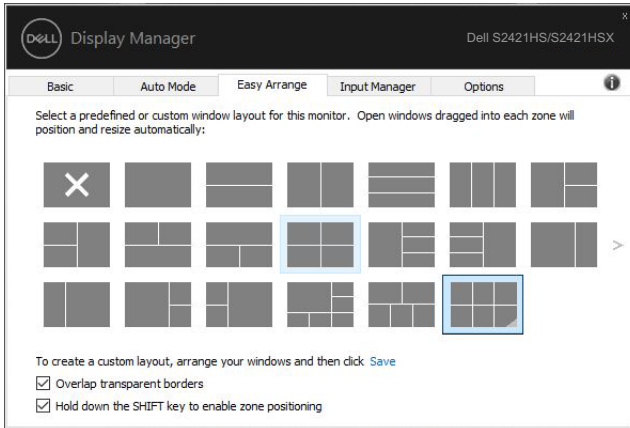 x
DELL Display Manager
Dell S2421HS/S2421HSX
Basic Auto Mode Easy Arrange Input Manager Options i
Select a predefined or custom window layout for this monitor. Open windows dragged into each zone will
position and resize automatically:
>
To create a custom layout, arrange your windows and then click Save
Overlap transparent borders
Hold down the SHIFT key to enable zone positioning